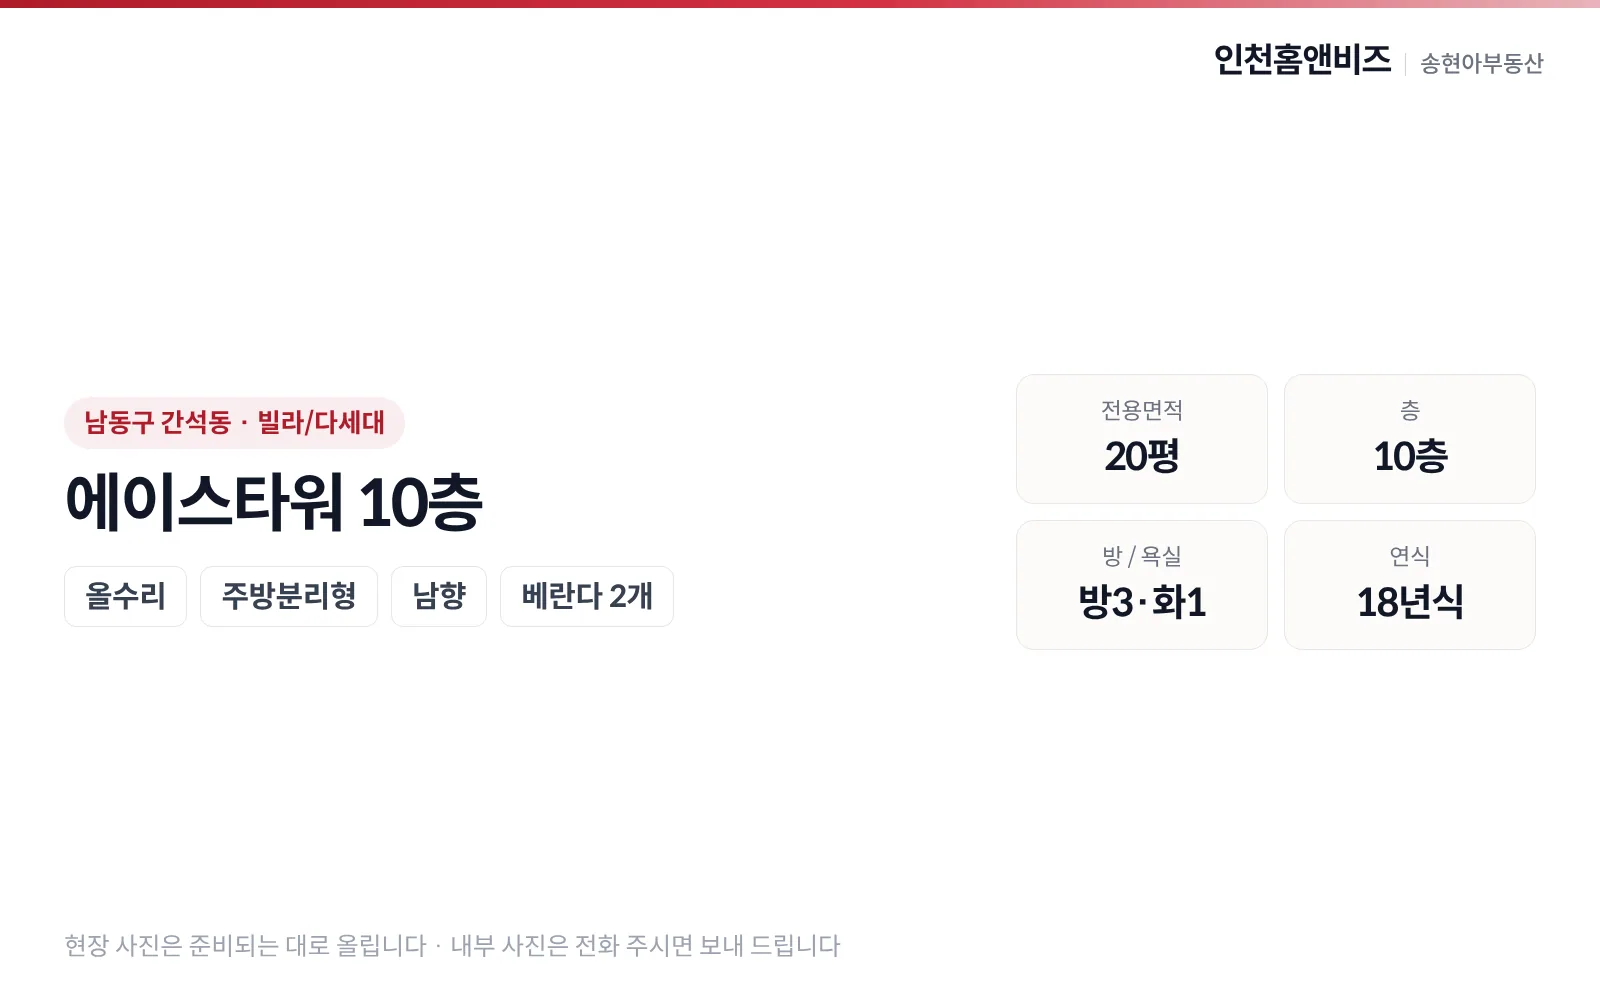 인천홈앤비즈 송현아부동산
남동구 간석동 · 빌라/다세대
에이스타워 10층
올수리 주방분리형 남향 베란다 2개
전용면적
20평
층
10층
방 / 욕실
방3·화1
연식
18년식
현장 사진은 준비되는 대로 올립니다 · 내부 사진은 전화 주시면 보내 드립니다